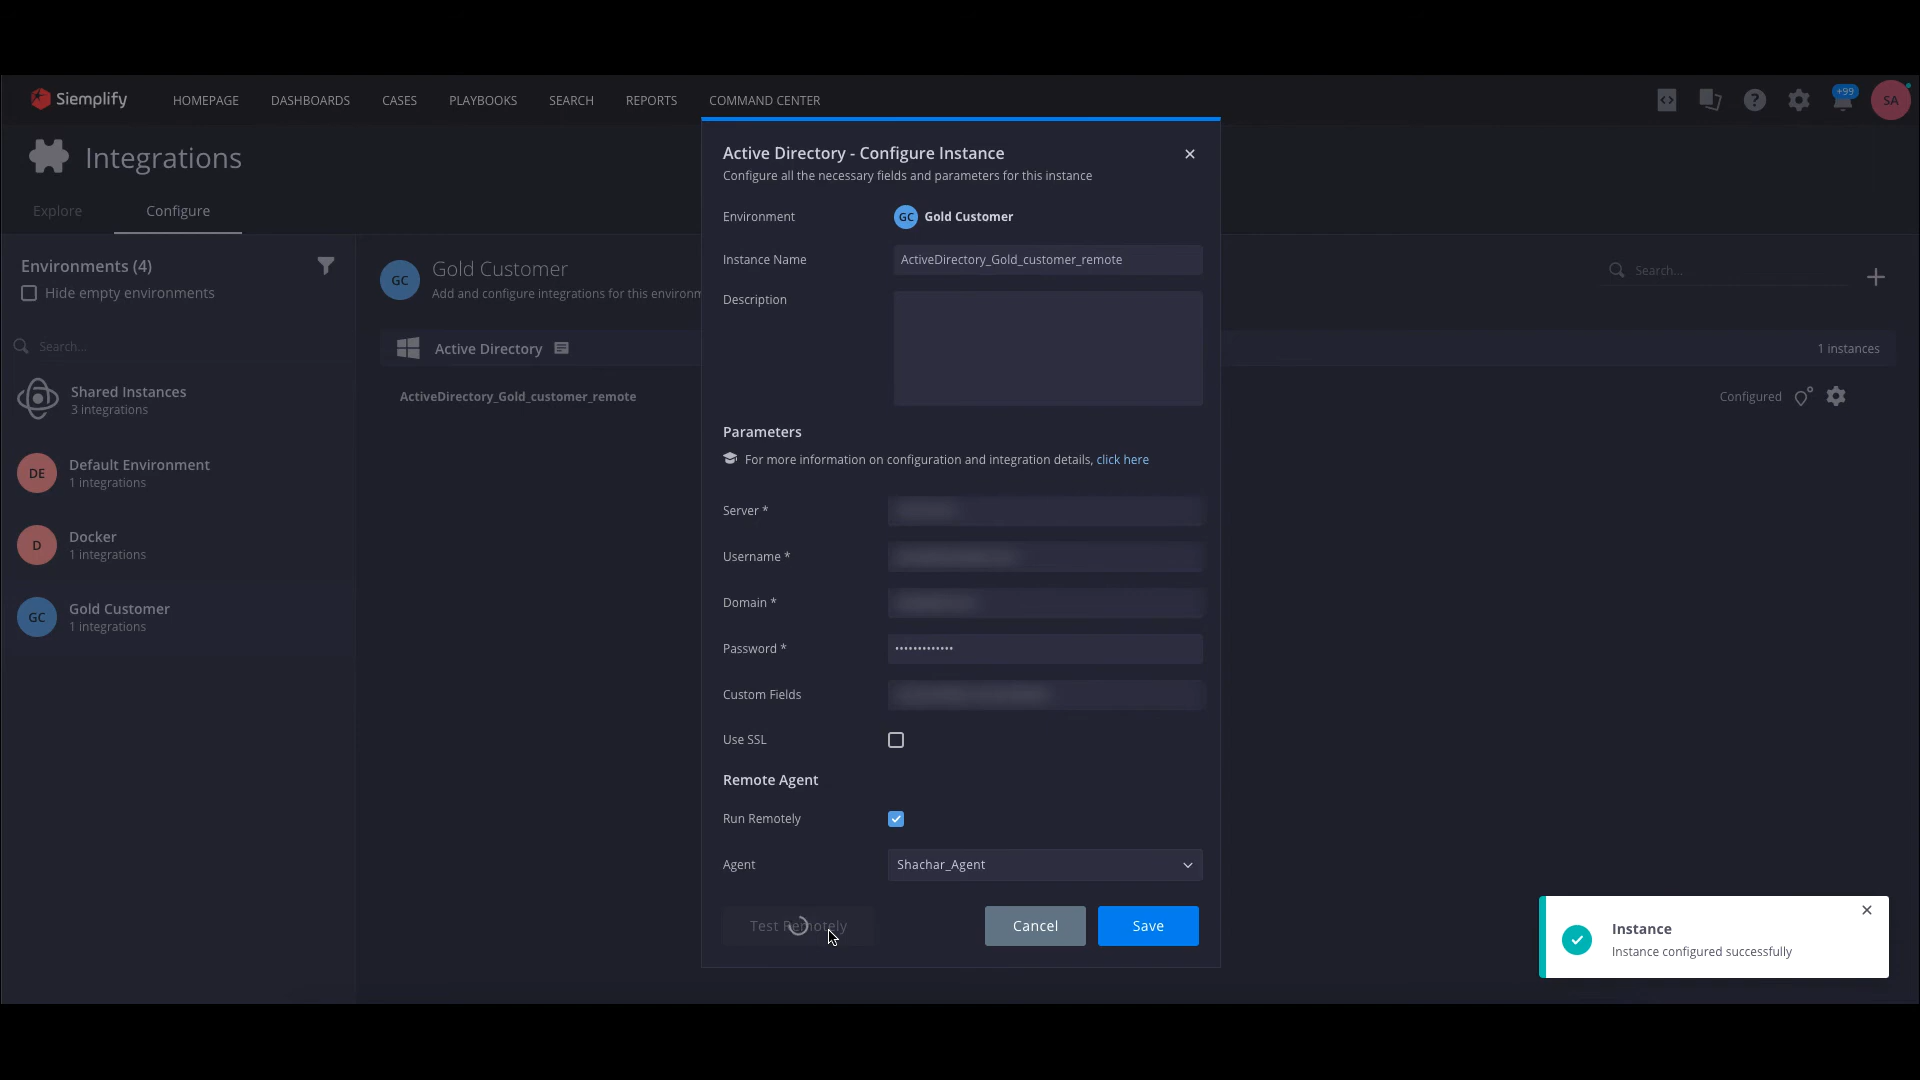 Siemplify
HOMEPAGE
DASHBOARDS
CASES
PLAYBOOKS
SEARCH
REPORTS
COMMAND CENTER
+99
SA
Integrations
Explore
Configure
Environments (4)
Hide empty environments
Search...
Shared Instances
3 integrations
DE
Default Environment
1 integrations
D
Docker
1 integrations
GC
Gold Customer
1 integrations
GC
Gold Customer
Add and configure integrations for this environm
Search...
Active Directory
1 instances
ActiveDirectory_Gold_customer_remote
Configured
Active Directory - Configure Instance
Configure all the necessary fields and parameters for this instance
Environment
GC Gold Customer
Instance Name
ActiveDirectory_Gold_customer_remote
Description
Parameters
For more information on configuration and integration details, click here
Server *
Username *
Domain *
Password *
•••••••••••••
Custom Fields
Use SSL
Remote Agent
Run Remotely
Agent
Shachar_Agent
Test Remotely
Cancel
Save
Instance
Instance configured successfully